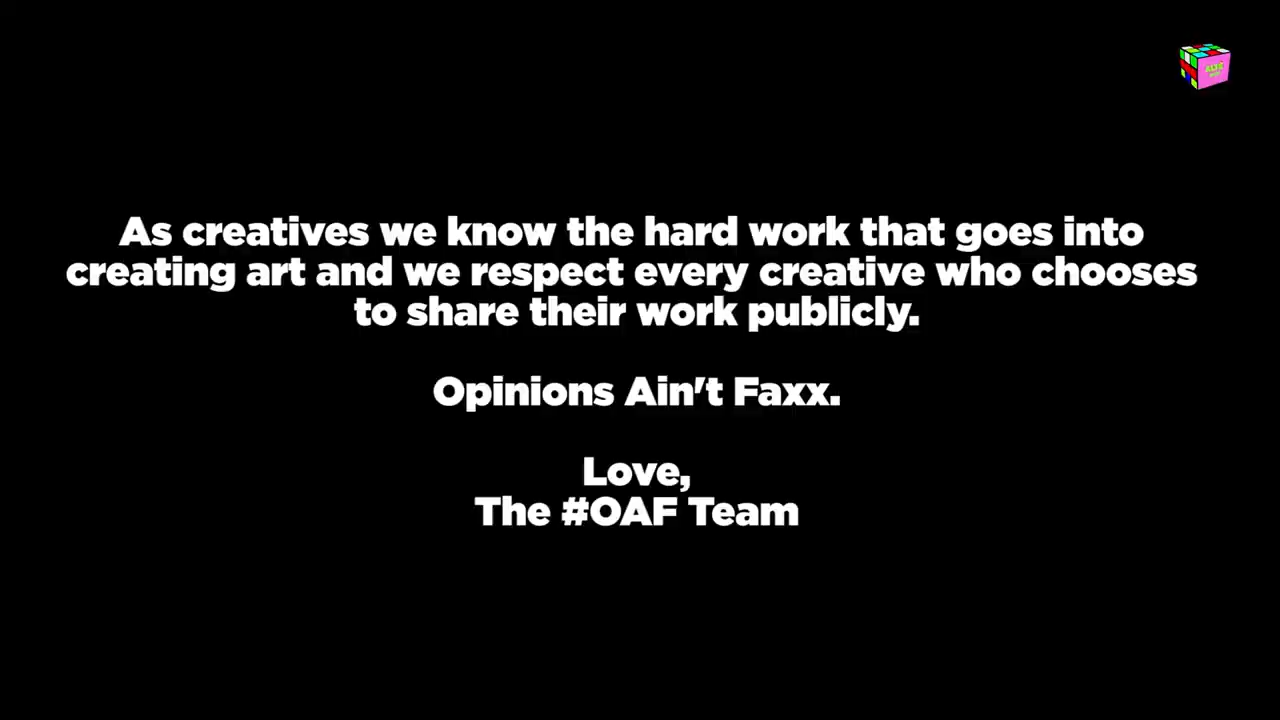 As creatives we know the hard work that goes into
creating art and we respect every creative who chooses
to share their work publicly.
Opinions Ain't Faxx.
Love,
The #OAF Team